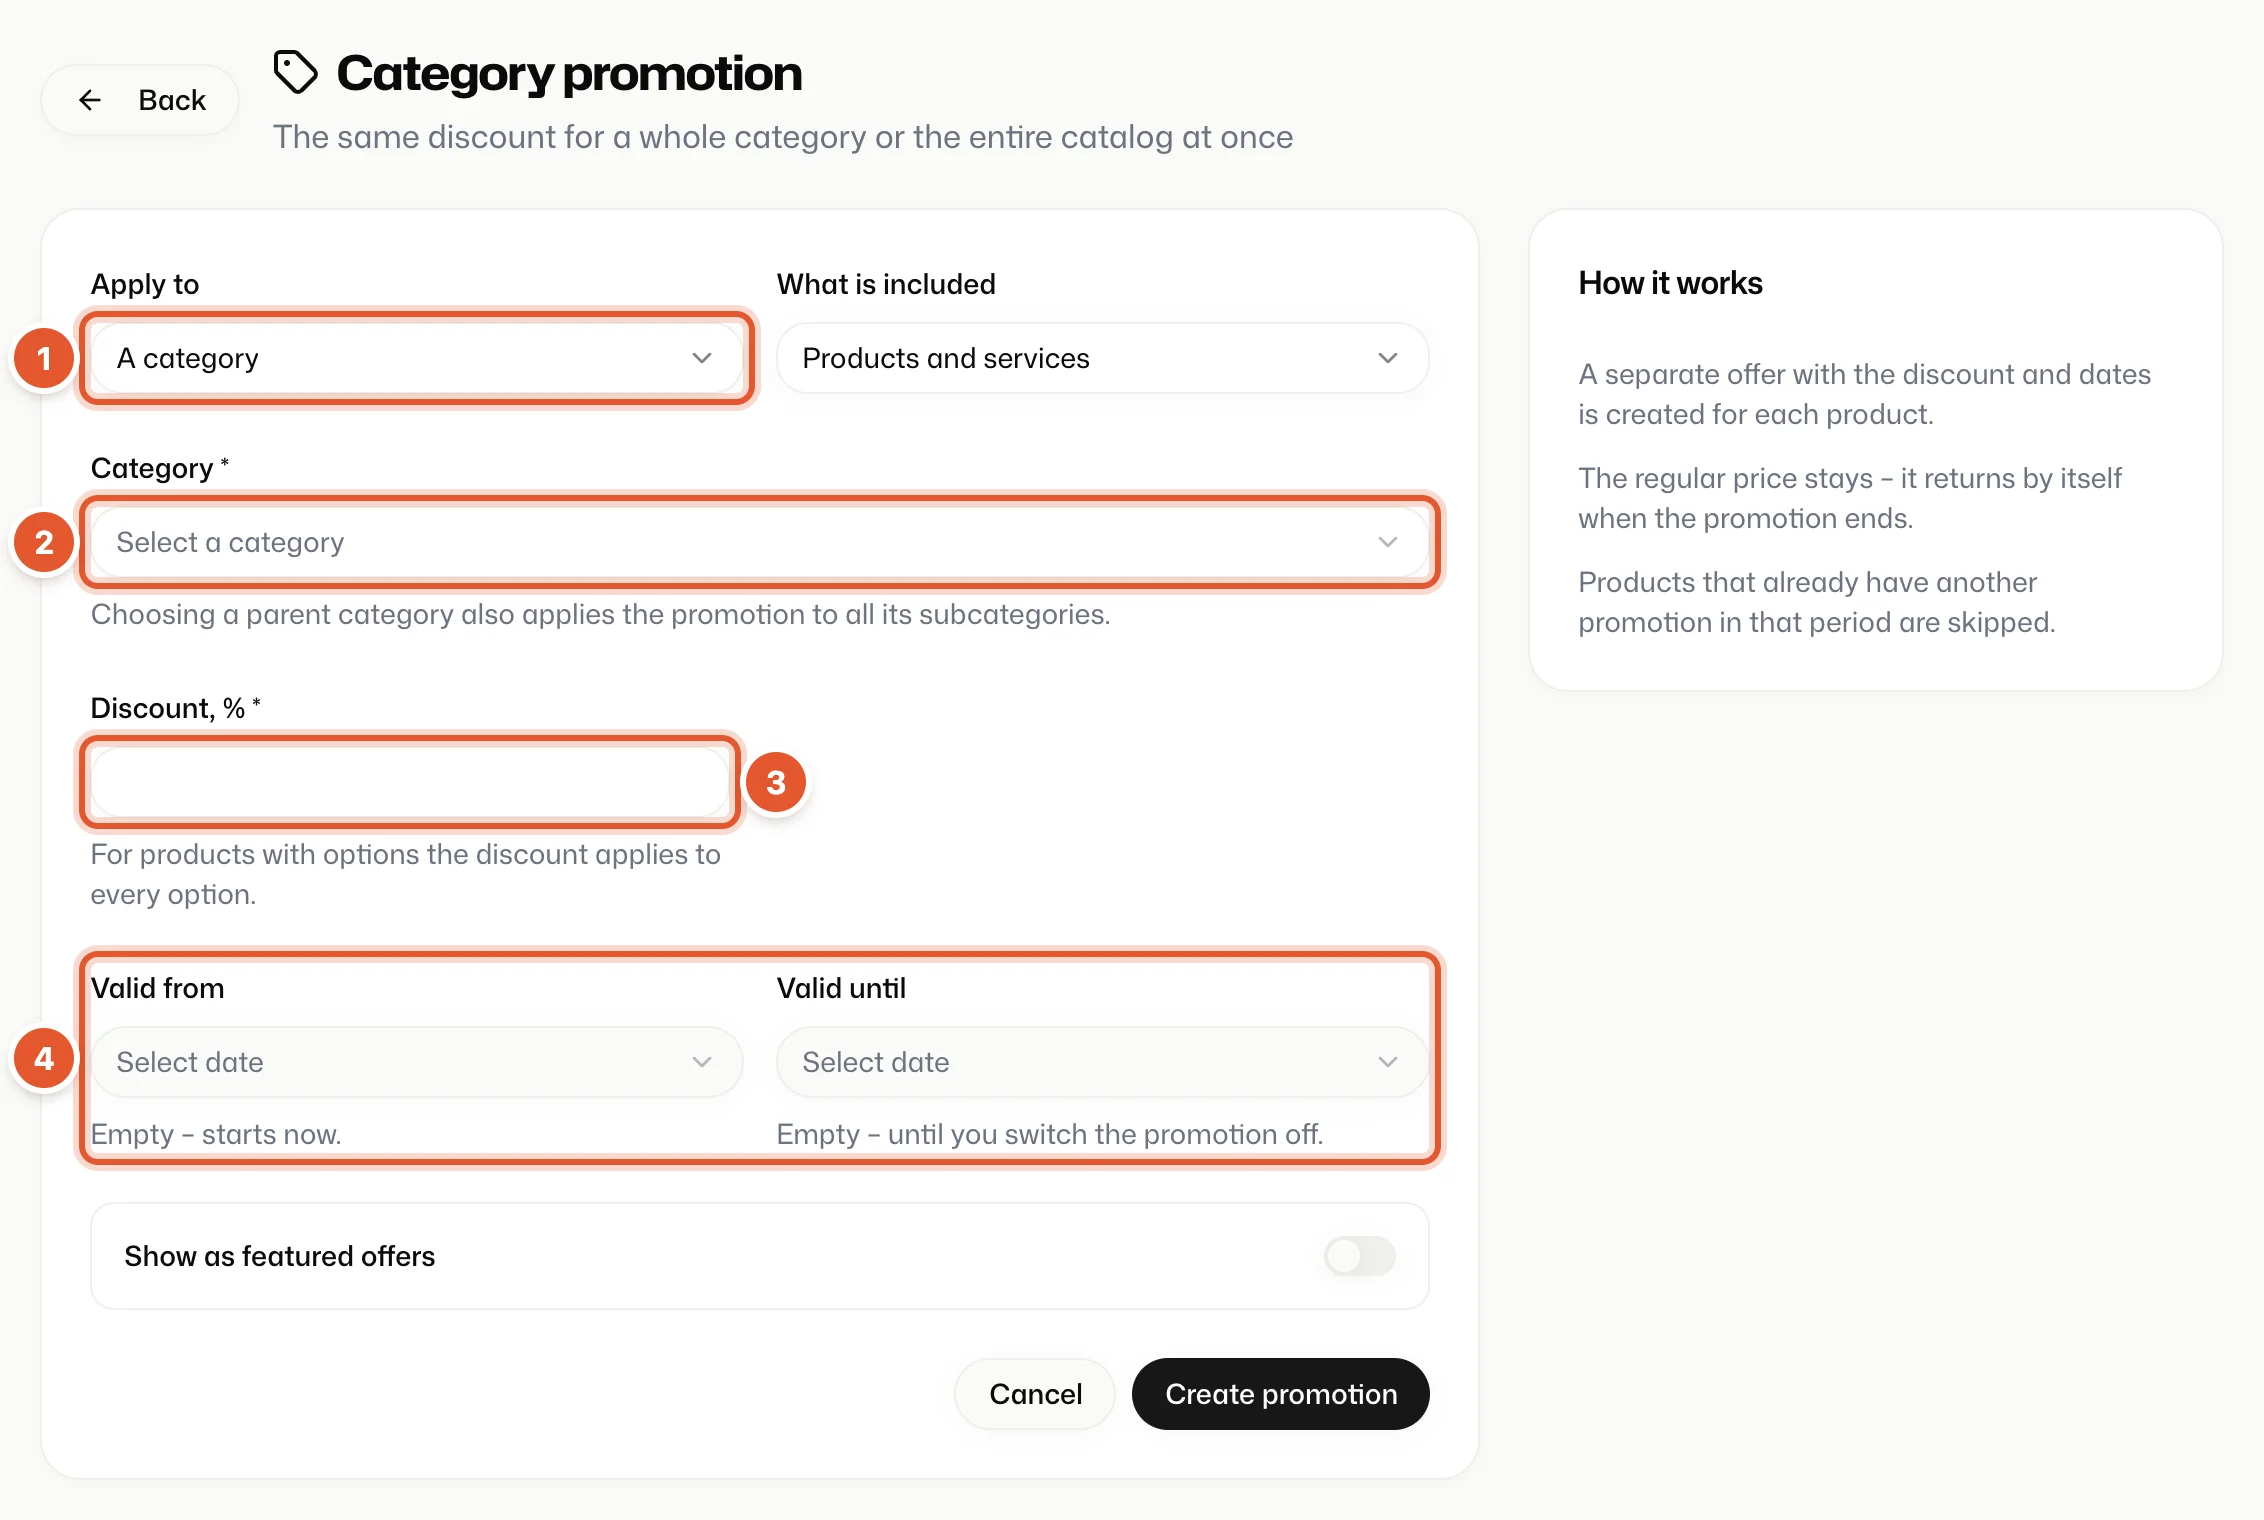 Back
Category promotion
The same discount for a whole category or the entire catalog at once
Apply to
What is included
1
A category
Products and services
Category *
2
Select a category
Choosing a parent category also applies the promotion to all its subcategories.
Discount, % *
3
For products with options the discount applies to
every option.
Valid from
Valid until
4
Select date
Select date
Empty – starts now.
Empty – until you switch the promotion off.
Show as featured offers
Cancel
Create promotion
How it works
A separate offer with the discount and dates
is created for each product.
The regular price stays – it returns by itself
when the promotion ends.
Products that already have another
promotion in that period are skipped.